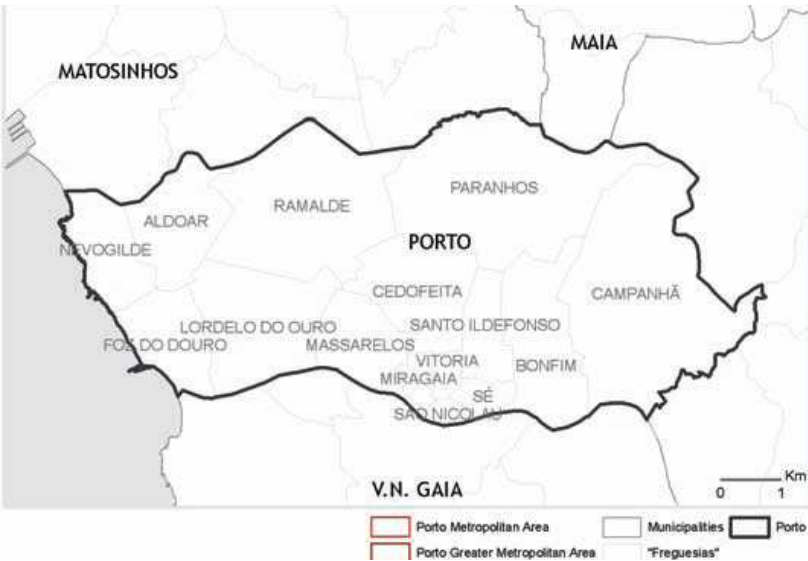 MAIA
MATOSINHOS
PARANHOS
RAMALDE
ALDOAR
PORTO
NEVOGILDE
CEDOFEITA
CAMPANHÃ
LORDELO DO OURO
SANTO ILDEFONSO
FOZ DO DOURO
MASSARELOS
VITORIA
BONFIM
MIRAGAIA
SÉ
SAO NICOLAU
V.N. GAIA
Km
0 1
Porto Metropolitan Area
Municipalities
Porto
Porto Greater Metropolitan Area
"Freguesias"